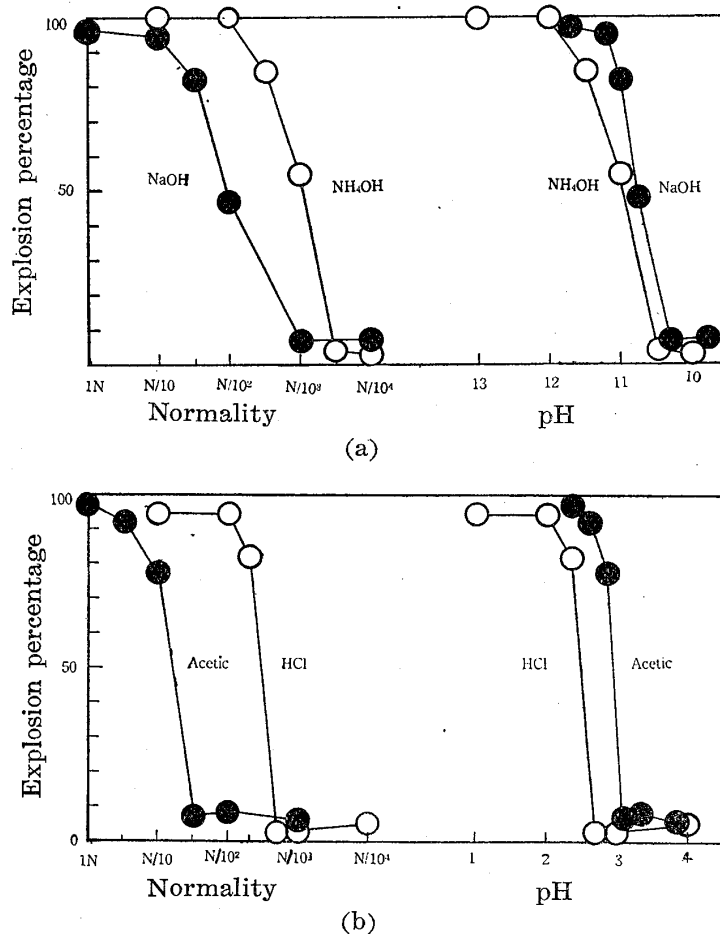 Explosion percentage
100
50
NaOH
NH₄OH
NH₄OH
NaOH
1N N/10 N/10² N/10³ N/10⁴ 13 12 11 10
Normality pH
(a)
Explosion percentage
100
50
0
Acetic HCl HCl Acetic
1N N/10 N/10² N/10³ N/10⁴ 1 2 3 4
Normality pH
(b)